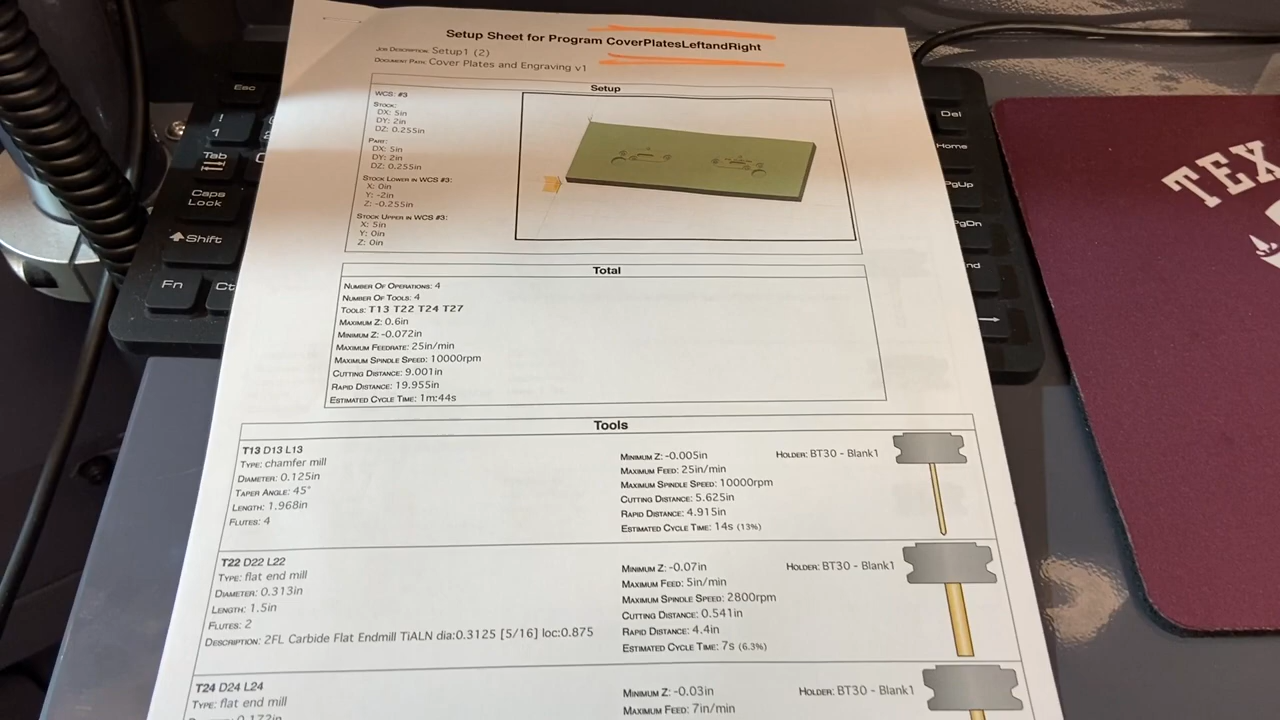 Setup Sheet for Program CoverPlatesLeftandRight
Job Description: Setup1 (2)
Document Path: Cover Plates and Engraving v1
Setup
WCS: #3
Stock:
DX: 5in
DY: 2in
DZ: 0.255in
Part:
DX: 5in
DY: 2in
DZ: 0.255in
Stock Lower in WCS #3:
X: 0in
Y: -2in
Z: -0.255in
Stock Upper in WCS #3:
X: 5in
Y: 0in
Z: 0in
Total
Number Of Operations: 4
Number Of Tools: 4
Tools: T13 T22 T24 T27
Maximum Z: 0.6in
Minimum Z: -0.072in
Maximum Feedrate: 25in/min
Maximum Spindle Speed: 10000rpm
Cutting Distance: 9.001in
Rapid Distance: 19.955in
Estimated Cycle Time: 1m:44s
Tools
T13 D13 L13
Type: chamfer mill
Diameter: 0.125in
Taper Angle: 45°
Length: 1.968in
Flutes: 4
Minimum Z: -0.005in
Maximum Feed: 25in/min
Maximum Spindle Speed: 10000rpm
Cutting Distance: 5.625in
Rapid Distance: 4.915in
Estimated Cycle Time: 14s (13%)
Holder: BT30 - Blank1
T22 D22 L22
Type: flat end mill
Diameter: 0.313in
Length: 1.5in
Flutes: 2
Description: 2FL Carbide Flat Endmill TiALN dia:0.3125 [5/16] loc:0.875
Minimum Z: -0.07in
Maximum Feed: 5in/min
Maximum Spindle Speed: 2800rpm
Cutting Distance: 0.541in
Rapid Distance: 4.4in
Estimated Cycle Time: 7s (6.3%)
Holder: BT30 - Blank1
T24 D24 L24
Type: flat end mill
Minimum Z: -0.03in
Maximum Feed: 7in/min
Holder: BT30 - Blank1
Esc
!
1
Tab
Caps
Lock
Shift
Fn
Ct
Del
Home
PgUp
PgDn
nd
TEX